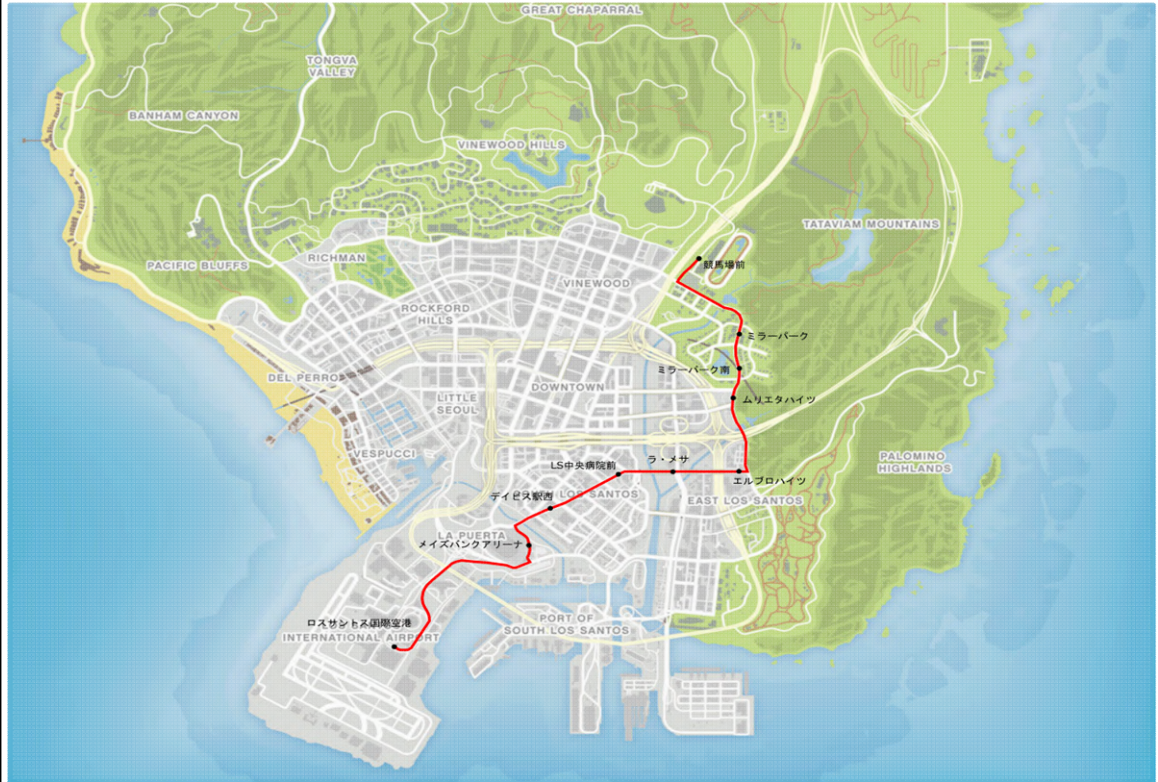 GREAT CHAPARRAL
TONGVA
VALLEY
BANHAM CANYON
VINEWOOD HILLS
TATAVIAM MOUNTAINS
RICHMAN
PACIFIC BLUFFS
競馬場前
VINEWOOD
ROCKFORD
HILLS
ミラーパーク
ミラーパーク南
DEL PERRO
DOWNTOWN
LITTLE
SEOUL
ムリエタハイツ
VESPUCCI
ラ・メサ
PALOMINO
HIGHLANDS
LS中央病院前
エルブロハイツ
デイビス駅西
LOS SANTOS
EAST LOS SANTOS
LA PUERTA
メイズバンクアリーナ
ロスサントス国際空港
INTERNATIONAL AIRPORT
PORT OF
SOUTH LOS SANTOS